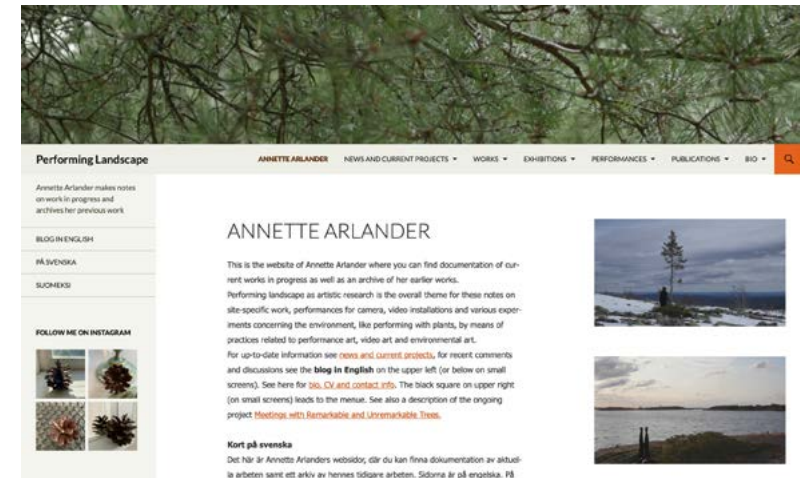 Performing Landscape
ANNETTE ARLANDER NEWS AND CURRENT PROJECTS WORKS EXHIBITIONS PERFORMANCES PUBLICATIONS BIO
Annette Arlander makes notes
on work in progress and
archives her previous work
BLOG IN ENGLISH
PÅ SVENSKA
SUOMEKSI
FOLLOW ME ON INSTAGRAM
ANNETTE ARLANDER
This is the website of Annette Arlander where you can find documentation of cur-
rent works in progress as well as an archive of her earlier works.
Performing landscape as artistic research is the overall theme for these notes on
site-specific work, performances for camera, video installations and various exper-
iments concerning the environment, like performing with plants, by means of
practices related to performance art, video art and environmental art.
For up-to-date information see news and current projects, for recent comments
and discussions see the blog in English on the upper left (or below on small
screens). See here for bio, CV and contact info. The black square on upper right
(on small screens) leads to the menue. See also a description of the ongoing
project Meetings with Remarkable and Unremarkable Trees.
Kort på svenska
Det här är Annette Arlanders websidor, där du kan finna dokumentation av aktuel-
la arbeten samt ett arkiv av hennes tidigare arbeten. Sidorna är på engelska. På